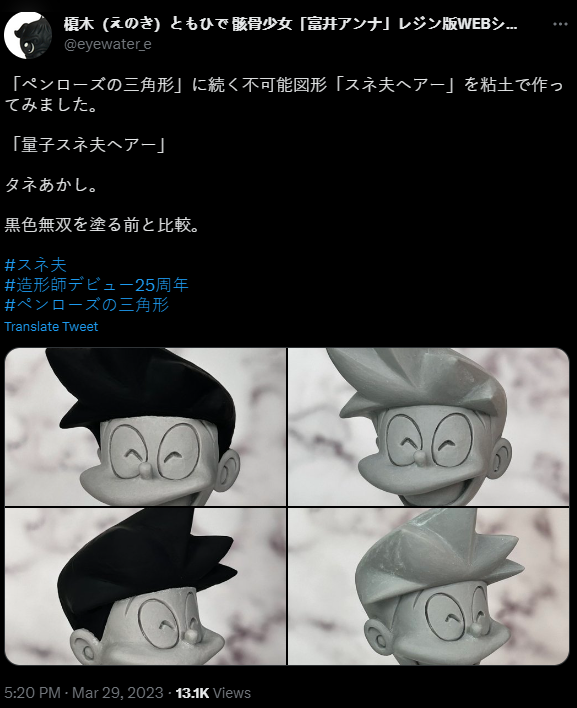 榎木（えのき）ともひで 骸骨少女「富井アンナ」レジン版WEBシ...
@eyewater_e
「ペンローズの三角形」に続く不可能図形「スネ夫ヘアー」を粘土で作っ
てみました。
「量子スネ夫ヘアー」
タネあかし。
黒色無双を塗る前と比較。
#スネ夫
#造形師デビュー25周年
#ペンローズの三角形
Translate Tweet
5:20 PM · Mar 29, 2023 · 13.1K Views